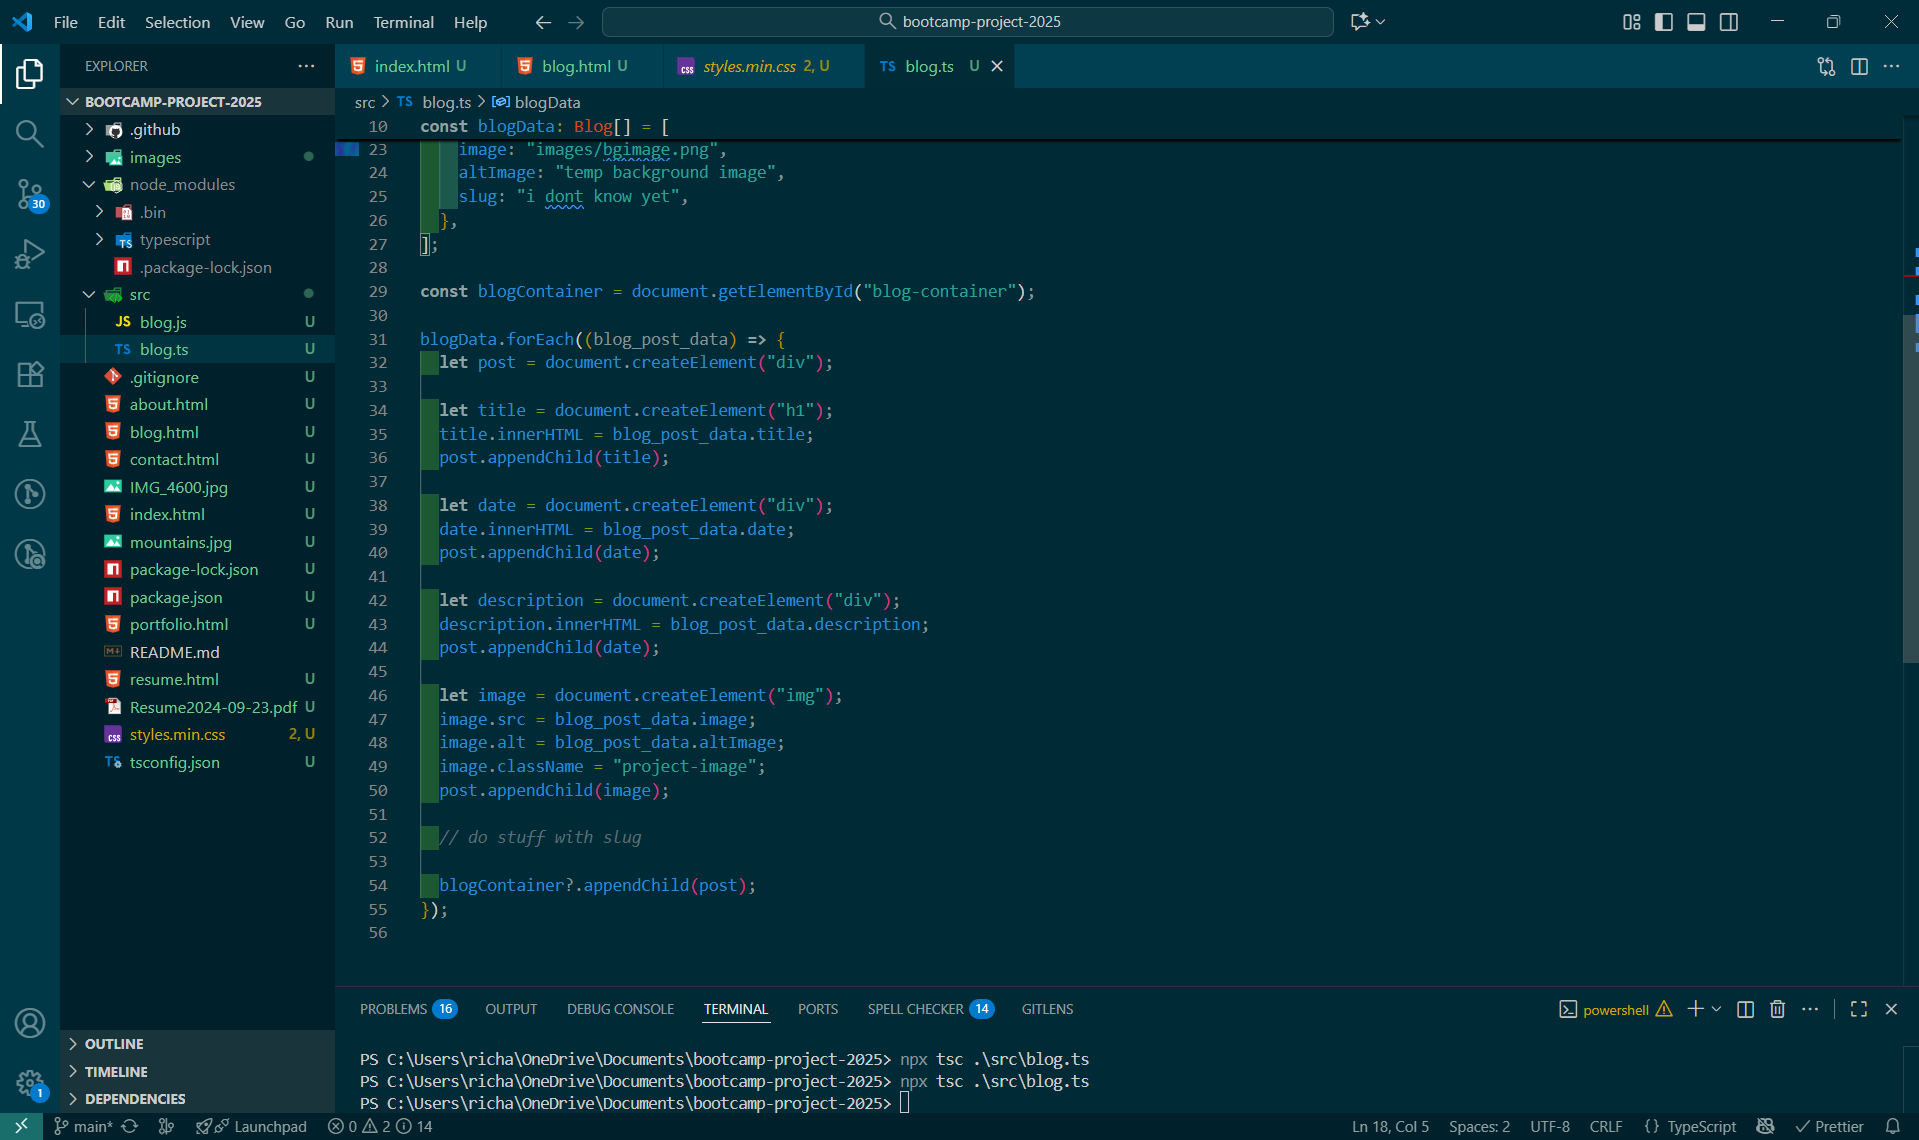 File Edit Selection View Go Run Terminal Help
bootcamp-project-2025
EXPLORER
BOOTCAMP-PROJECT-2025
.github
images
node_modules
.bin
typescript
.package-lock.json
src
JS blog.js U
TS blog.ts U
.gitignore U
about.html U
blog.html U
contact.html U
IMG_4600.jpg U
index.html U
mountains.jpg U
package-lock.json U
package.json U
portfolio.html U
README.md
resume.html U
Resume2024-09-23.pdf U
styles.min.css 2, U
tsconfig.json U
OUTLINE
TIMELINE
DEPENDENCIES
30
1
index.html U
blog.html U
styles.min.css 2, U
TS blog.ts U
src > TS blog.ts > blogData
10 const blogData: Blog[] = [
23 image: "images/bgimage.png",
24 altImage: "temp background image",
25 slug: "i dont know yet",
26 },
27 ];
28
29 const blogContainer = document.getElementById("blog-container");
30
31 blogData.forEach((blog_post_data) => {
32 let post = document.createElement("div");
33
34 let title = document.createElement("h1");
35 title.innerHTML = blog_post_data.title;
36 post.appendChild(title);
37
38 let date = document.createElement("div");
39 date.innerHTML = blog_post_data.date;
40 post.appendChild(date);
41
42 let description = document.createElement("div");
43 description.innerHTML = blog_post_data.description;
44 post.appendChild(date);
45
46 let image = document.createElement("img");
47 image.src = blog_post_data.image;
48 image.alt = blog_post_data.altImage;
49 image.className = "project-image";
50 post.appendChild(image);
51
52 // do stuff with slug
53
54 blogContainer?.appendChild(post);
55 });
56
PROBLEMS 16 OUTPUT DEBUG CONSOLE TERMINAL PORTS SPELL CHECKER 14 GITLENS
powershell
PS C:\Users\richa\OneDrive\Documents\bootcamp-project-2025> npx tsc .\src\blog.ts
PS C:\Users\richa\OneDrive\Documents\bootcamp-project-2025> npx tsc .\src\blog.ts
PS C:\Users\richa\OneDrive\Documents\bootcamp-project-2025>
main* Launchpad 0 2 14
Ln 18, Col 5 Spaces: 2 UTF-8 CRLF {} TypeScript Prettier